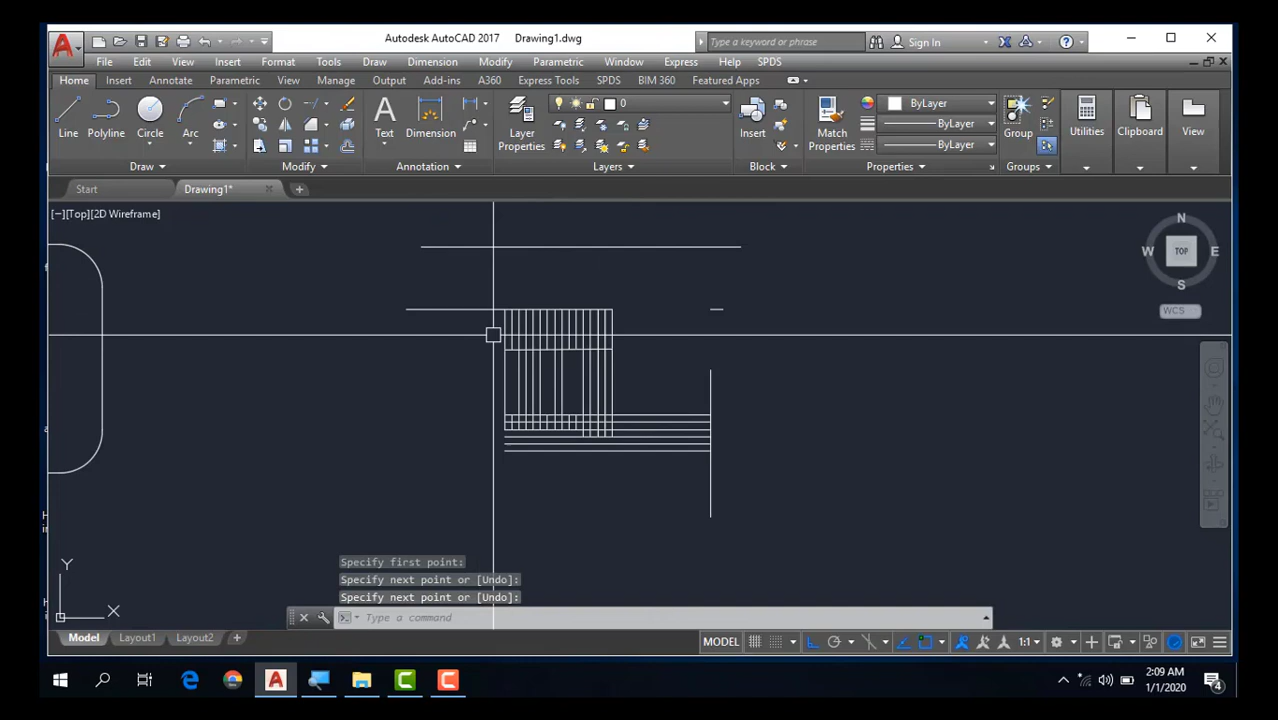 Autodesk AutoCAD 2017 Drawing1.dwg
Type a keyword or phrase
Sign In
File Edit View Insert Format Tools Draw Dimension Modify Parametric Window Express Help SPDS
Home Insert Annotate Parametric View Manage Output Add-ins A360 Express Tools SPDS BIM 360 Featured Apps
Line Polyline Circle Arc
Text Dimension
Layer
Properties
0
Insert
Match
Properties
ByLayer
ByLayer
ByLayer
Group
Utilities
Clipboard
View
Draw Modify Annotation Layers Block Properties Groups
Start Drawing1*
[−][Top][2D Wireframe]
N
W TOP E
S
WCS
Specify first point:
Specify next point or [Undo]:
Specify next point or [Undo]:
Type a command
Y
X
Model Layout1 Layout2
MODEL
1:1
2:09 AM
1/1/2020
4